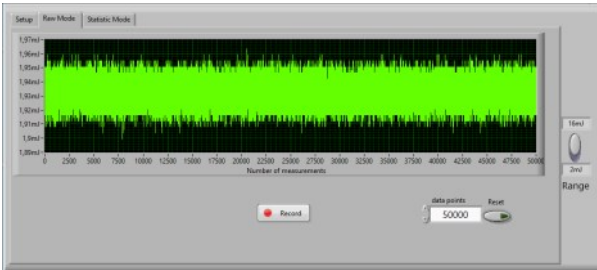 Setup Raw Mode Statistic Mode
1,97mJ
1,96mJ
1,95mJ
1,94mJ
1,93mJ
1,92mJ
1,91mJ
1,9mJ
1,89mJ
0 2500 5000 7500 10000 12500 15000 17500 20000 22500 25000 27500 30000 32500 35000 37500 40000 42500 45000 47500 50000
Number of measurements
16mJ
2mJ
Range
Record
data points
50000
Reset